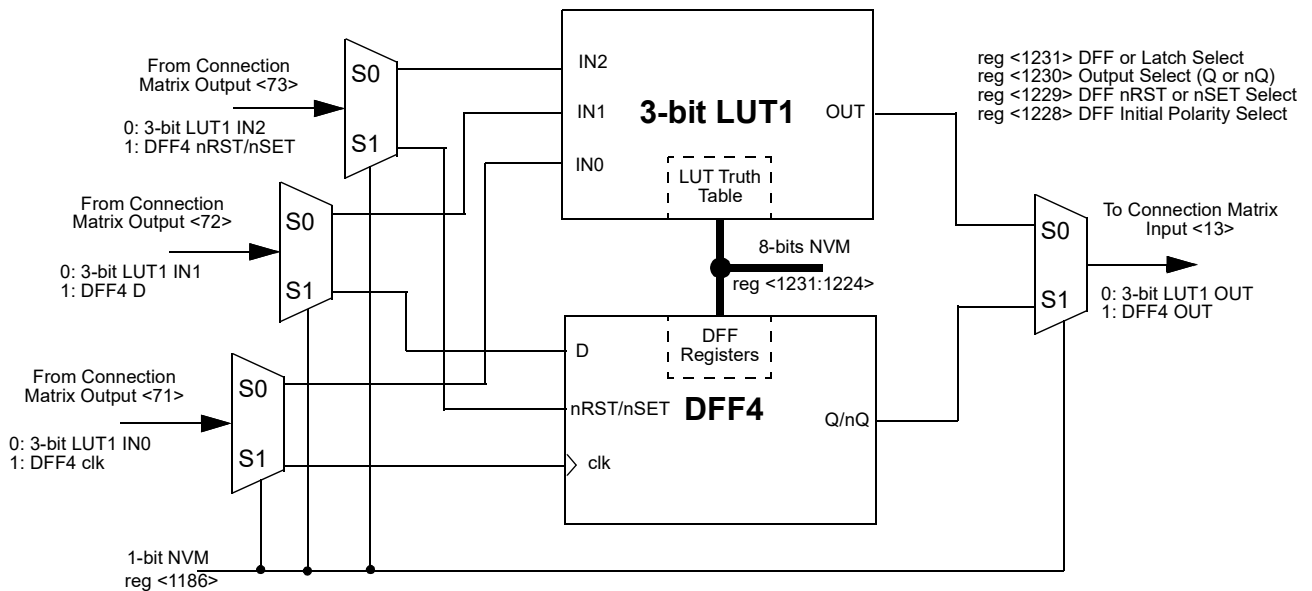 From Connection
Matrix Output <73>
0: 3-bit LUT1 IN2
1: DFF4 nRST/nSET
S0
S1
From Connection
Matrix Output <72>
0: 3-bit LUT1 IN1
1: DFF4 D
S0
S1
From Connection
Matrix Output <71>
0: 3-bit LUT1 IN0
1: DFF4 clk
S0
S1
1-bit NVM
reg <1186>
IN2
IN1
IN0
3-bit LUT1
OUT
LUT Truth
Table
8-bits NVM
reg <1231:1224>
DFF
Registers
D
nRST/nSET
DFF4
clk
Q/nQ
reg <1231> DFF or Latch Select
reg <1230> Output Select (Q or nQ)
reg <1229> DFF nRST or nSET Select
reg <1228> DFF Initial Polarity Select
S0
S1
To Connection Matrix
Input <13>
0: 3-bit LUT1 OUT
1: DFF4 OUT